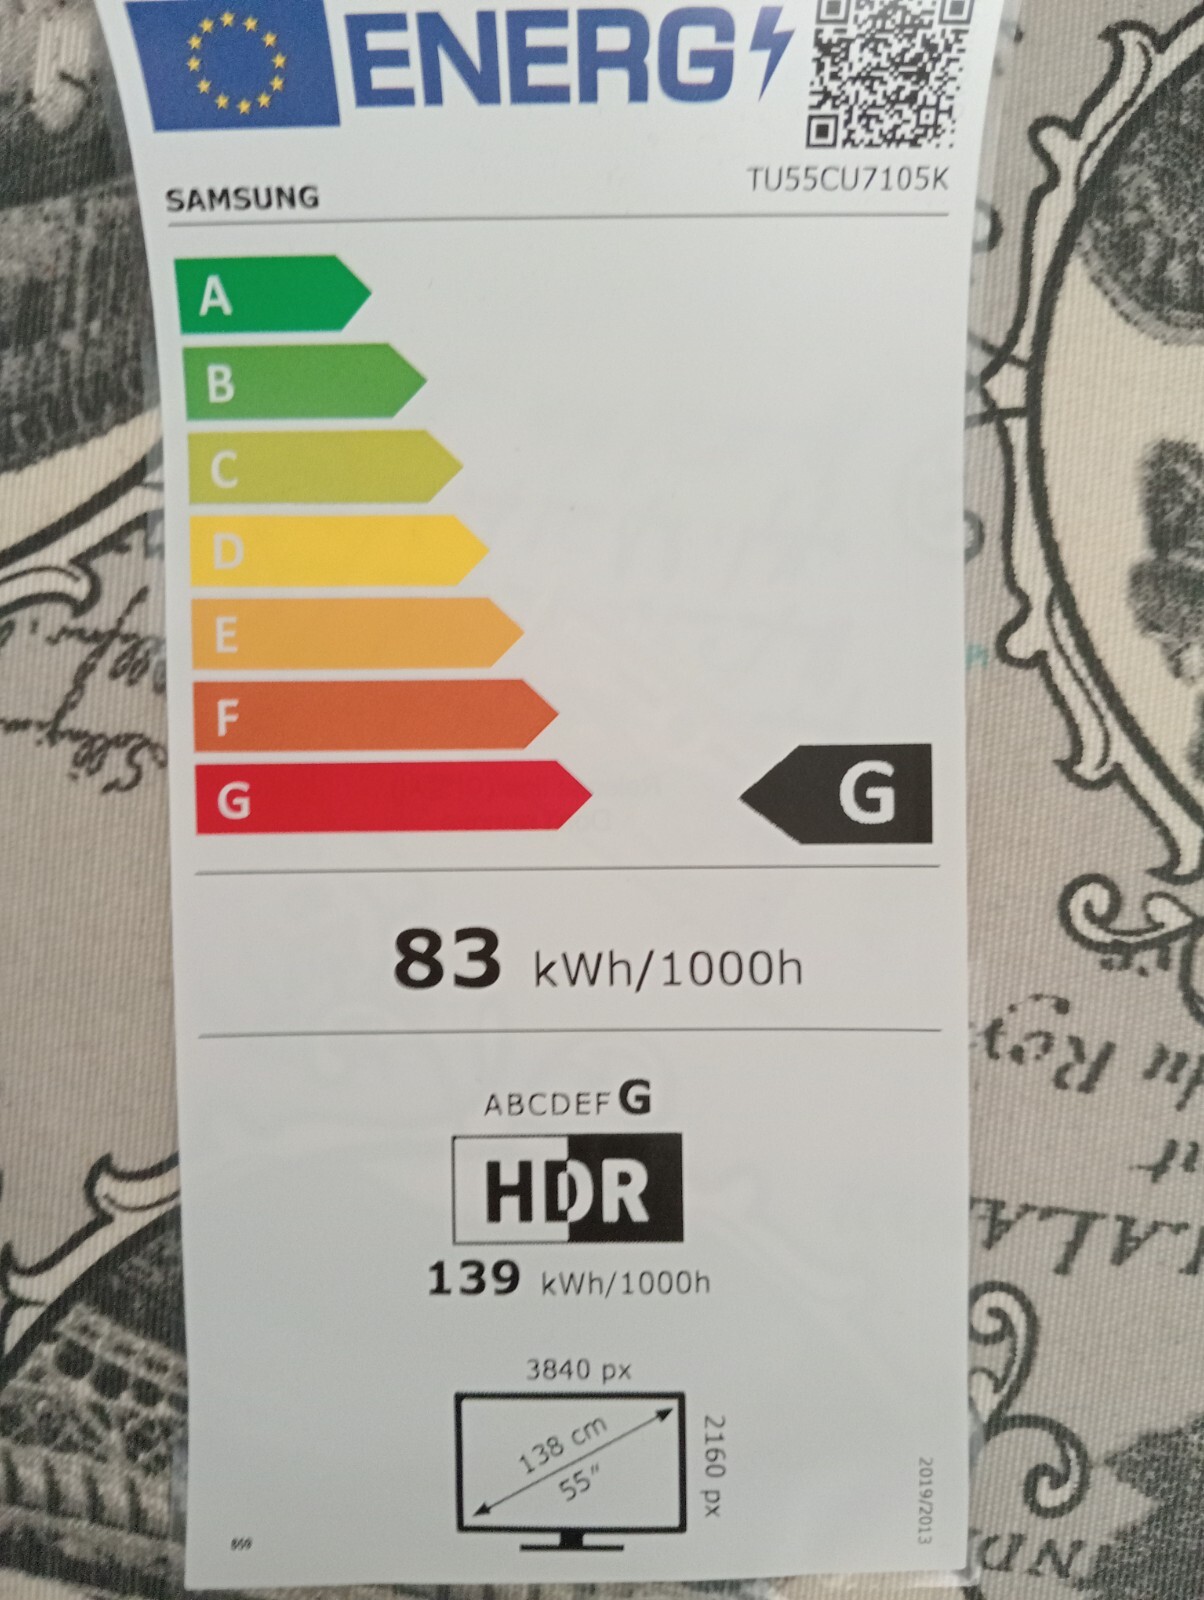 ENERG
TU55CU7105K
SAMSUNG
A
B
C
D
E
F
G
G
83 kWh/1000h
ABCDEFG
HDR
139 kWh/1000h
3840 px
138 cm
55"
2160 px
2019/2013